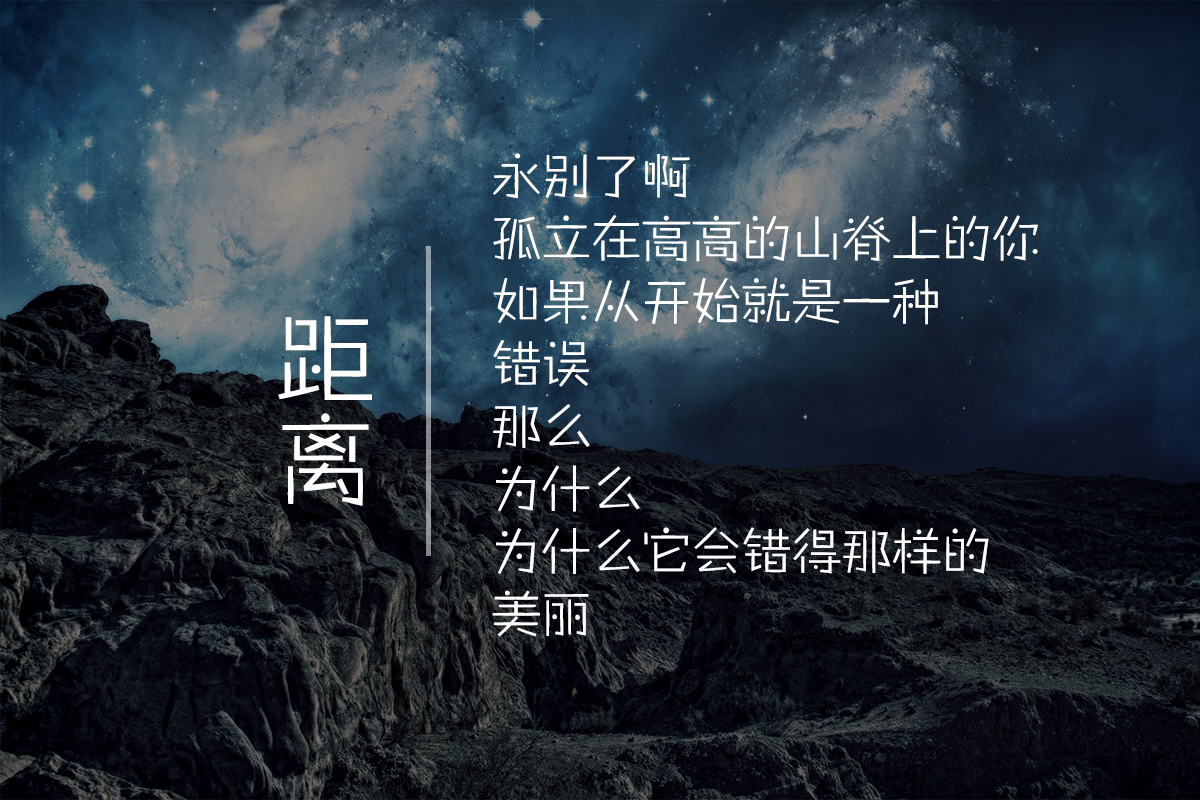 距离
永别了啊
孤立在高高的山脊上的你
如果从开始就是一种
错误
那么
为什么
为什么它会错得那样的
美丽